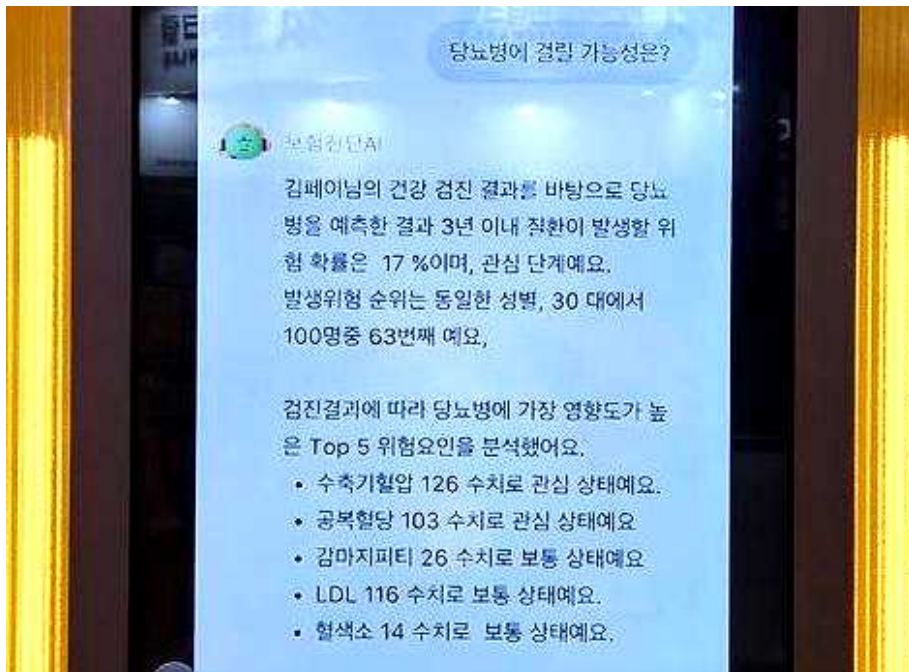 당뇨병에 걸릴 가능성은?
보험진단AI
김페이님의 건강 검진 결과를 바탕으로 당뇨
병을 예측한 결과 3년 이내 질환이 발생할 위
험 확률은 17 %이며, 관심 단계예요.
발생위험 순위는 동일한 성별, 30 대에서
100명중 63번째 예요,
검진결과에 따라 당뇨병에 가장 영향도가 높
은 Top 5 위험요인을 분석했어요.
• 수축기혈압 126 수치로 관심 상태예요.
• 공복혈당 103 수치로 관심 상태예요
• 감마지피티 26 수치로 보통 상태예요
• LDL 116 수치로 보통 상태예요.
• 혈색소 14 수치로 보통 상태예요.